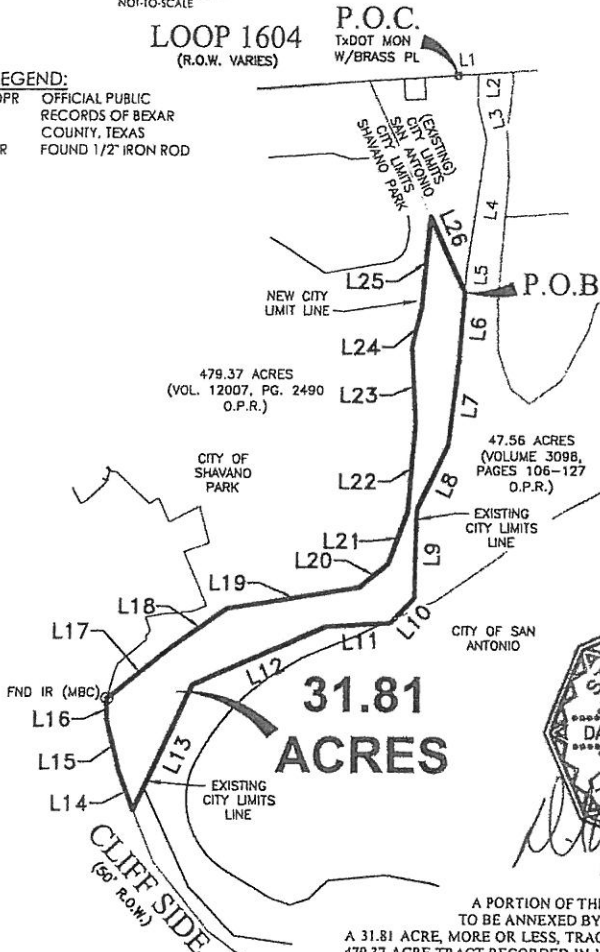 NOT-TO-SCALE
LOOP 1604
(R.O.W. VARIES)
P.O.C.
TxDOT MON
W/BRASS PL
L1
EGEND:
OPR OFFICIAL PUBLIC
RECORDS OF BEXAR
COUNTY, TEXAS
R FOUND 1/2" IRON ROD
L2
L3
(EXISTING)
CITY LIMITS
SAN ANTONIO
CITY LIMITS
SHAVANO PARK
L4
L26
L25
L5
P.O.B
NEW CITY
LIMIT LINE
L6
L24
479.37 ACRES
(VOL. 12007, PG. 2490
O.P.R.)
L23
L7
47.56 ACRES
(VOLUME 3098,
PAGES 106-127
O.P.R.)
CITY OF
SHAVANO
PARK
L22
L8
EXISTING
CITY LIMITS
LINE
L21
L9
L20
L19
L18
L10
L17
L11
CITY OF SAN
ANTONIO
L12
FND IR (MBC)
31.81
ACRES
L16
L15
L13
L14
EXISTING
CITY LIMITS
LINE
CLIFF SIDE
(50' R.O.W.)
S
DA
A PORTION OF THE
TO BE ANNEXED BY
A 31.81 ACRE, MORE OR LESS, TRAC